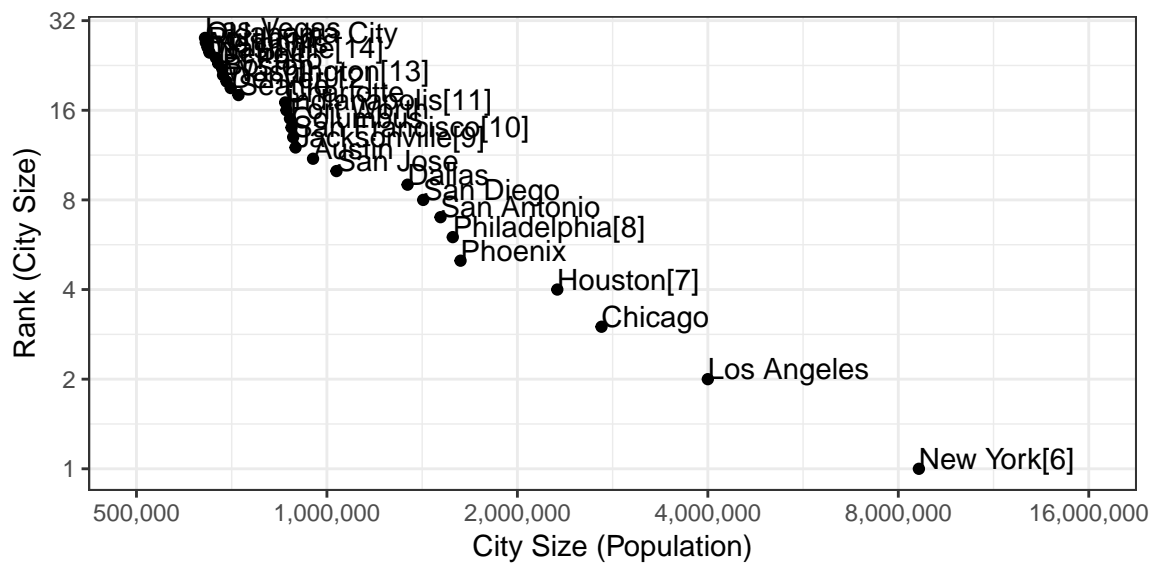 32
16
8
4
2
1
Rank (City Size)
Las Vegas
Oklahoma City
Nashville[14]
Boston
Washington[13]
Seattle
Charlotte
Indianapolis[11]
Fort Worth
Columbus
San Francisco[10]
Jacksonville[9]
Austin
San Jose
Dallas
San Diego
San Antonio
Philadelphia[8]
Phoenix
Houston[7]
Chicago
Los Angeles
New York[6]
500,000
1,000,000
2,000,000
4,000,000
8,000,000
16,000,000
City Size (Population)